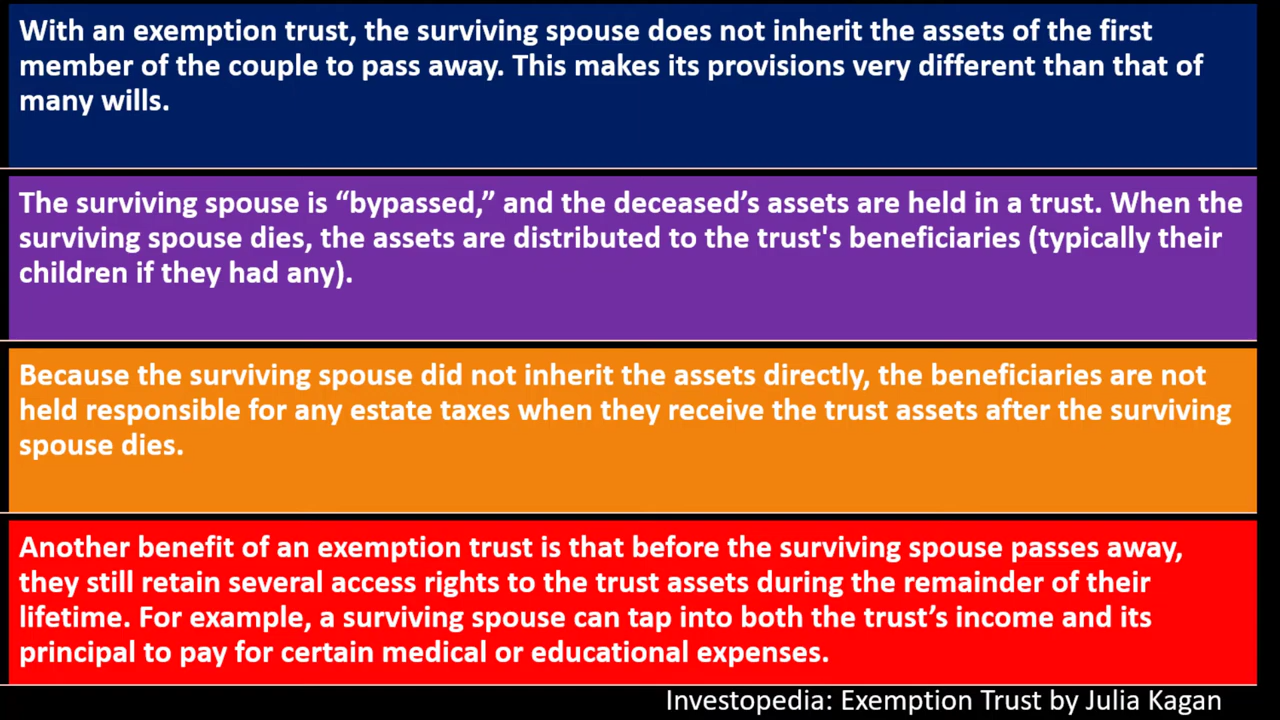 With an exemption trust, the surviving spouse does not inherit the assets of the first
member of the couple to pass away. This makes its provisions very different than that of
many wills.
The surviving spouse is “bypassed,” and the deceased’s assets are held in a trust. When the
surviving spouse dies, the assets are distributed to the trust's beneficiaries (typically their
children if they had any).
Because the surviving spouse did not inherit the assets directly, the beneficiaries are not
held responsible for any estate taxes when they receive the trust assets after the surviving
spouse dies.
Another benefit of an exemption trust is that before the surviving spouse passes away,
they still retain several access rights to the trust assets during the remainder of their
lifetime. For example, a surviving spouse can tap into both the trust’s income and its
principal to pay for certain medical or educational expenses.
Investopedia: Exemption Trust by Julia Kagan